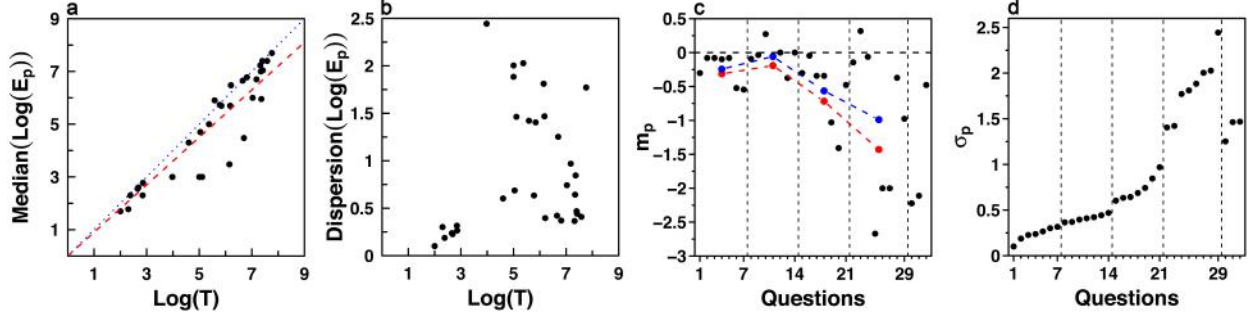 a
9
7
5
3
1
1 3 5 7 9
Log(T)
Median(Log(E_p))
b
2.5
2
1.5
1
0.5
0
1 3 5 7 9
Log(T)
Dispersion(Log(E_p))
c
0.5
0
−0.5
−1
−1.5
−2
−2.5
−3
1 7 14 21 29
Questions
m_p
d
2.5
2
1.5
1
0.5
0
1 7 14 21 29
Questions
σ_p